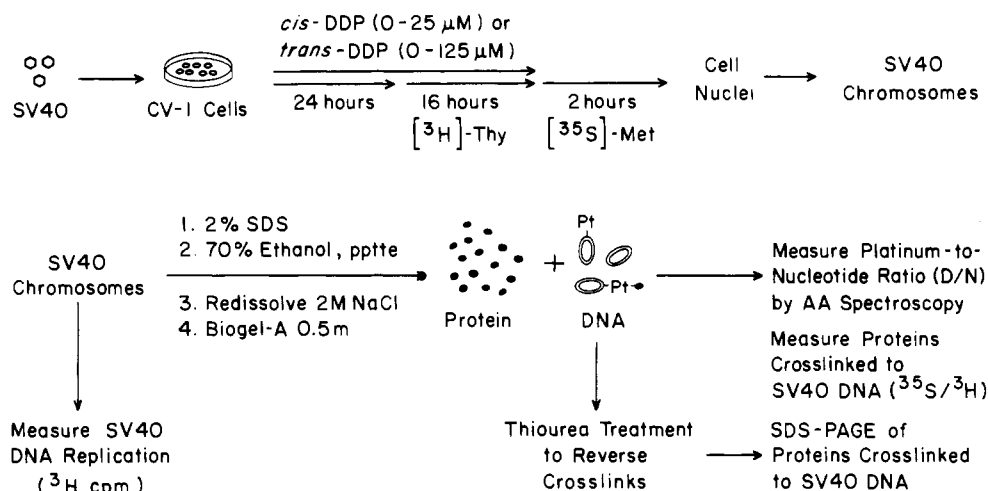 cis-DDP (0-25 μM) or
trans-DDP (0-125 μM)
SV40
CV-1 Cells
24 hours
16 hours
[³H]-Thy
2 hours
[³⁵S]-Met
Cell
Nuclei
SV40
Chromosomes
SV40
Chromosomes
1. 2% SDS
2. 70% Ethanol, pptte
3. Redissolve 2M NaCl
4. Biogel-A 0.5m
Protein
+
Pt
Pt
DNA
Measure Platinum-to-
Nucleotide Ratio (D/N)
by AA Spectroscopy
Measure Proteins
Crosslinked to
SV40 DNA (³⁵S/³H)
Measure SV40
DNA Replication
(³H cpm)
Thiourea Treatment
to Reverse
Crosslinks
SDS-PAGE of
Proteins Crosslinked
to SV40 DNA